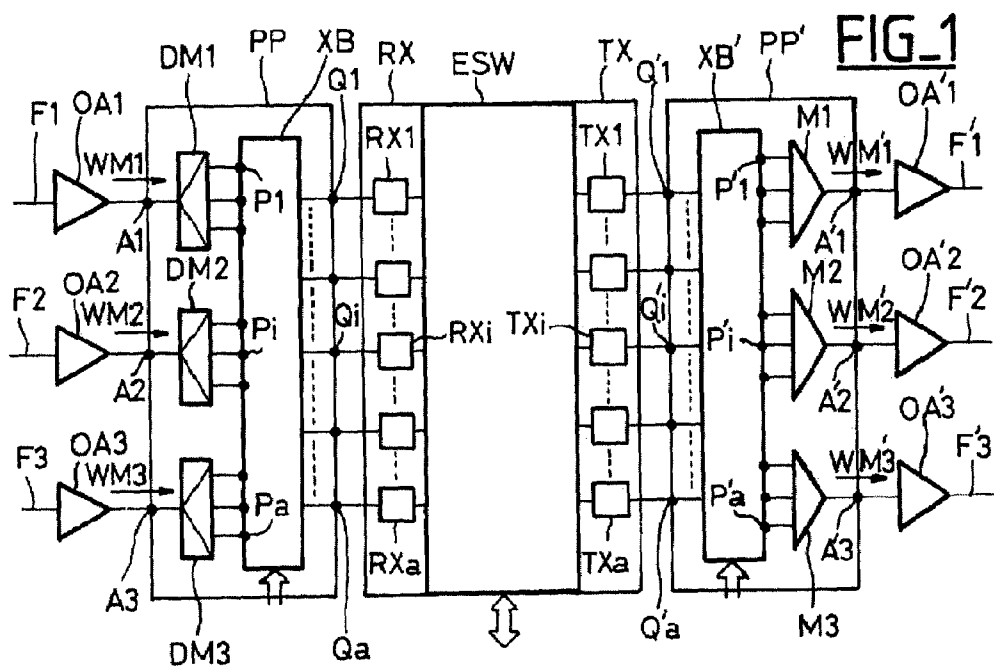 FIG_1
DM1 PP XB RX ESW TX XB' PP'
F1 OA1 Q1 Q'1 M1 OA'1 F'1
WM1 RX1 TX1 WM'1
P1 P'1
A1 A'1
DM2 M2
F2 OA2 OA'2 F'2
WM2 WM'2
Pi Qi RXi TXi Q'i P'i
A2 A'2
F3 OA3 OA'3 F'3
WM3 WM'3
Pa P'a
A3 RXa TXa A'3
DM3 Qa Q'a M3